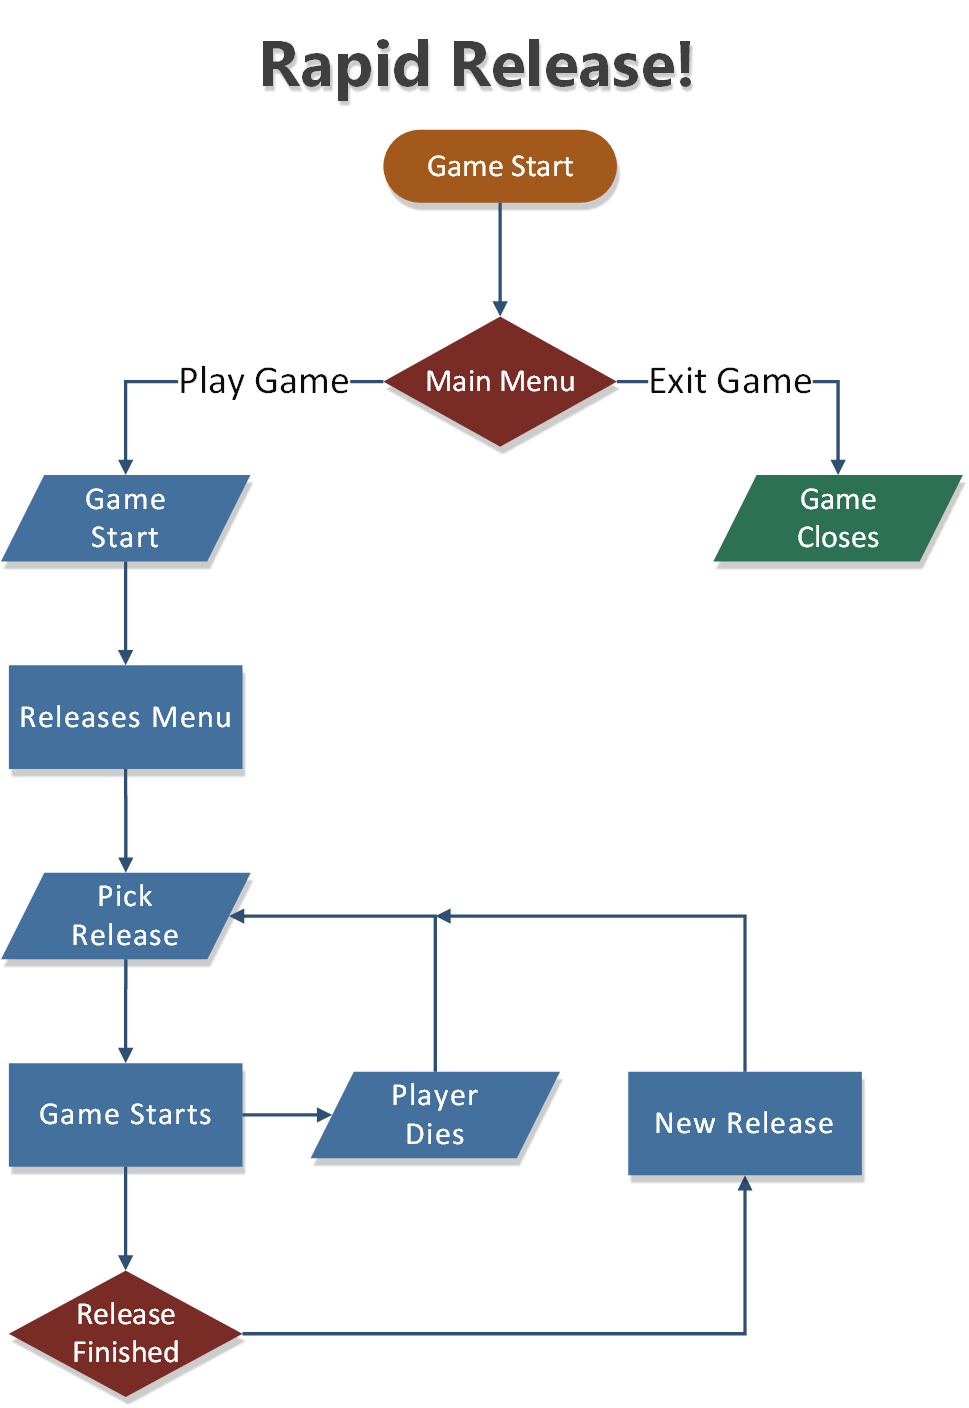 Rapid Release!
Game Start
Play Game
Main Menu
Exit Game
Game
Start
Game
Closes
Releases Menu
Pick
Release
Game Starts
Player
Dies
New Release
Release
Finished